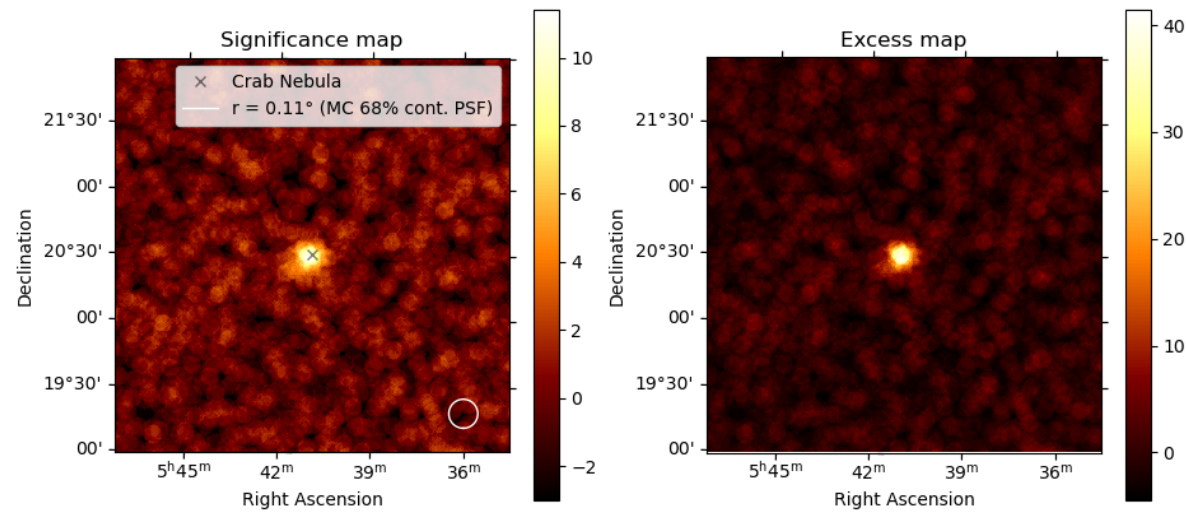 Significance map
Crab Nebula
r = 0.11° (MC 68% cont. PSF)
21°30'
00'
20°30'
00'
19°30'
00'
Declination
5ʰ45ᵐ
42ᵐ
39ᵐ
36ᵐ
Right Ascension
10
8
6
4
2
0
−2
Excess map
21°30'
00'
20°30'
00'
19°30'
00'
Declination
5ʰ45ᵐ
42ᵐ
39ᵐ
36ᵐ
Right Ascension
40
30
20
10
0